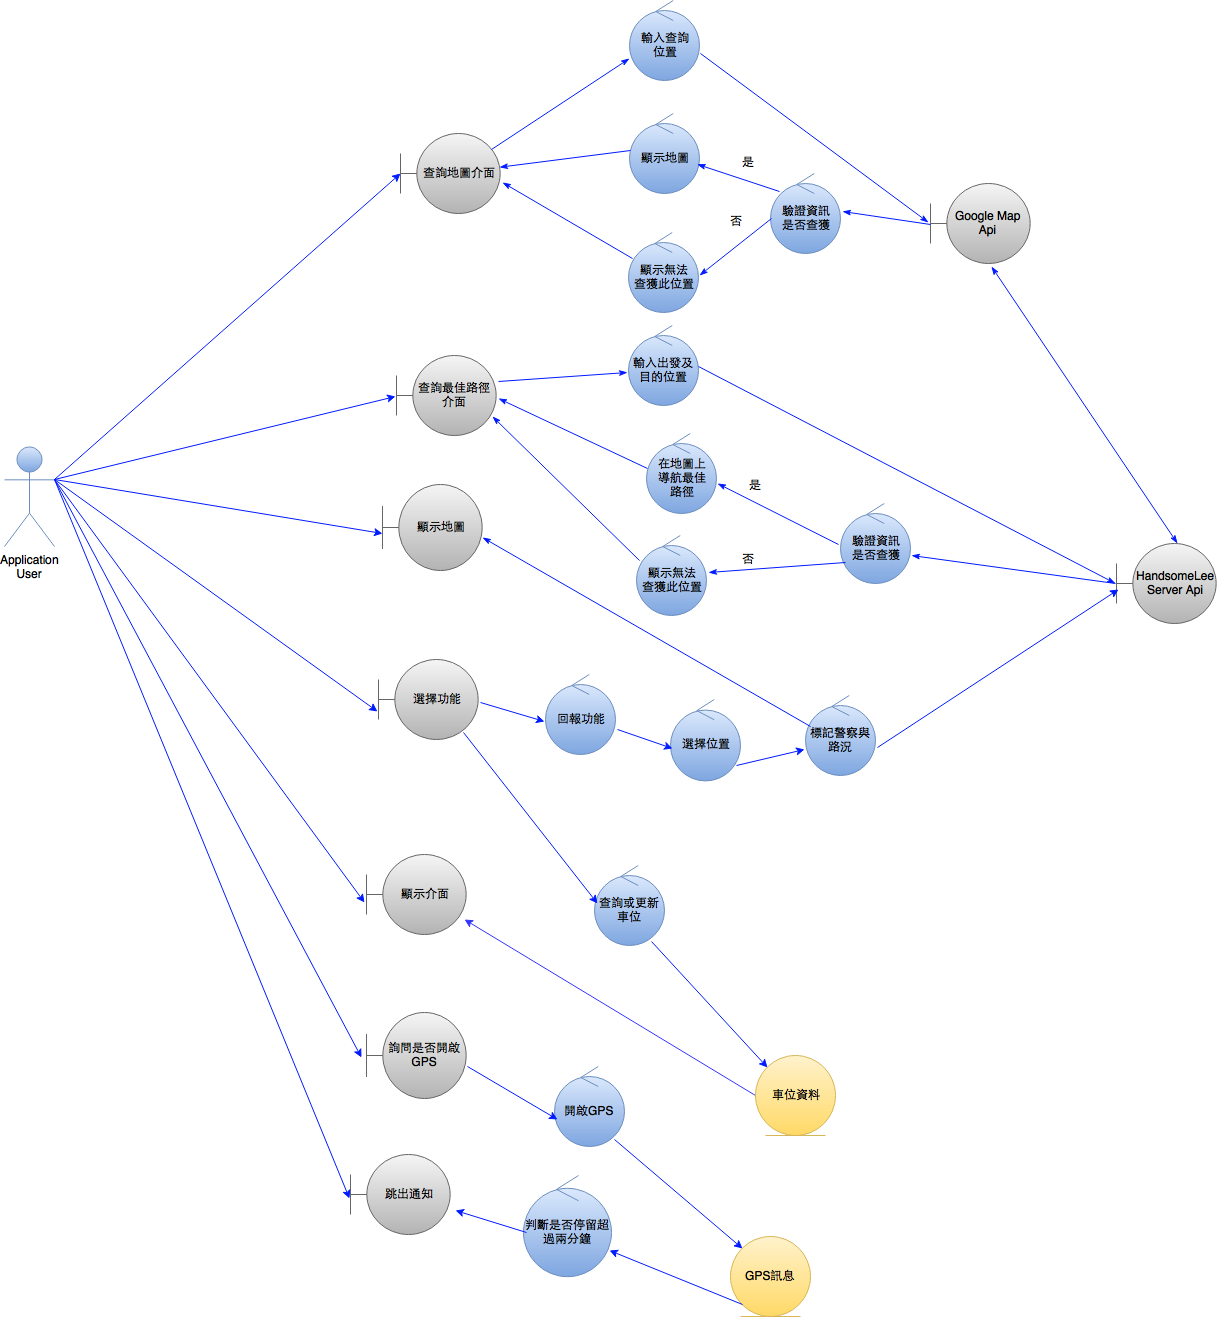 輸入查詢
位置
顯示地圖
是
查詢地圖介面
驗證資訊
是否查獲
Google Map
Api
否
顯示無法
查獲此位置
輸入出發及
目的位置
查詢最佳路徑
介面
在地圖上
導航最佳
路徑
是
顯示地圖
驗證資訊
是否查獲
否
顯示無法
查獲此位置
Application
User
HandsomeLee
Server Api
選擇功能
回報功能
選擇位置
標記警察與
路況
顯示介面
查詢或更新
車位
詢問是否開啟
GPS
車位資料
開啟GPS
跳出通知
判斷是否停留超
過兩分鐘
GPS訊息